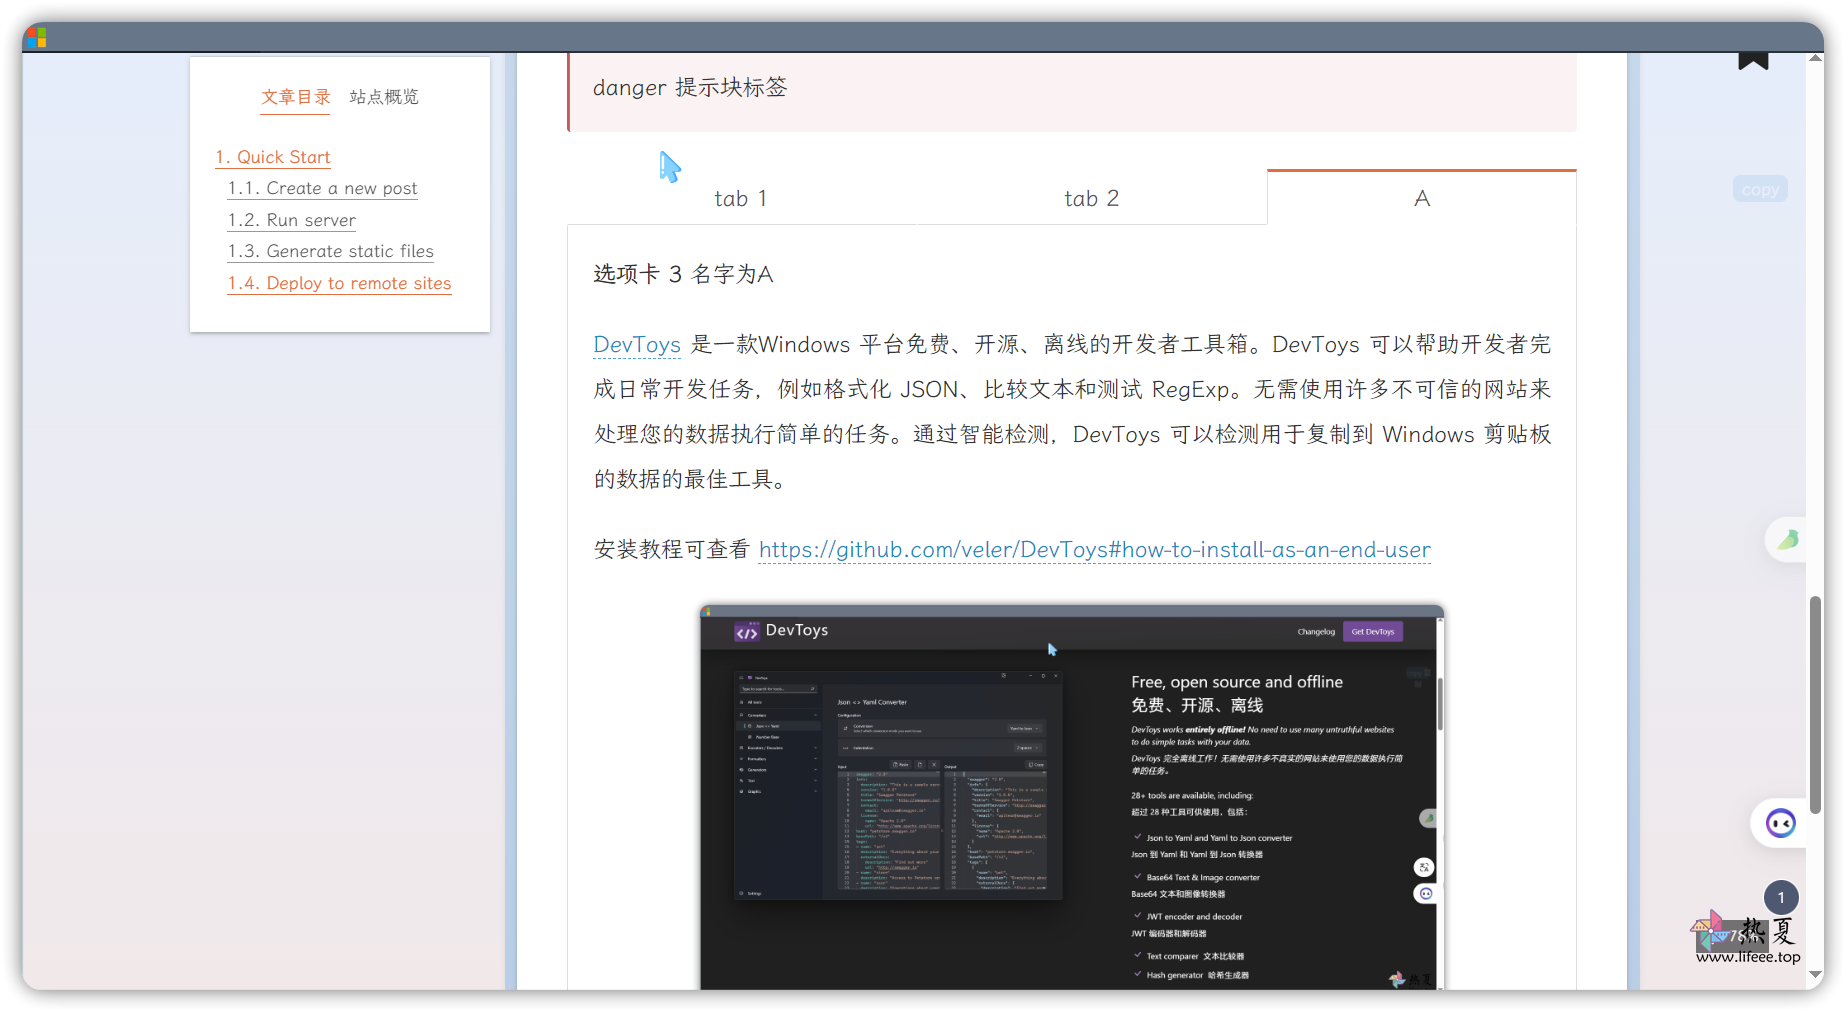 文章目录 站点概览
1. Quick Start
1.1. Create a new post
1.2. Run server
1.3. Generate static files
1.4. Deploy to remote sites
danger 提示块标签
tab 1 tab 2 A
选项卡 3 名字为A
DevToys 是一款Windows 平台免费、开源、离线的开发者工具箱。DevToys 可以帮助开发者完
成日常开发任务，例如格式化 JSON、比较文本和测试 RegExp。无需使用许多不可信的网站来
处理您的数据执行简单的任务。通过智能检测，DevToys 可以检测用于复制到 Windows 剪贴板
的数据的最佳工具。
安装教程可查看 https://github.com/veler/DevToys#how-to-install-as-an-end-user
DevToys
Changelog Get DevToys
Json <> Yaml Converter
Free, open source and offline
免费、开源、离线
DevToys works entirely offline! No need to use many untruthful websites
to do simple tasks with your data.
DevToys 完全离线工作！无需使用许多不真实的网站来使用您的数据执行简
单的任务。
28+ tools are available, including:
超过 28 种工具可供使用，包括：
Json to Yaml and Yaml to Json converter
Json 到 Yaml 和 Yaml 到 Json 转换器
Base64 Text & Image converter
Base64 文本和图像转换器
JWT encoder and decoder
JWT 编码器和解码器
Text comparer 文本比较器
Hash generator 哈希生成器
copy
1
热夏
www.lifeee.top